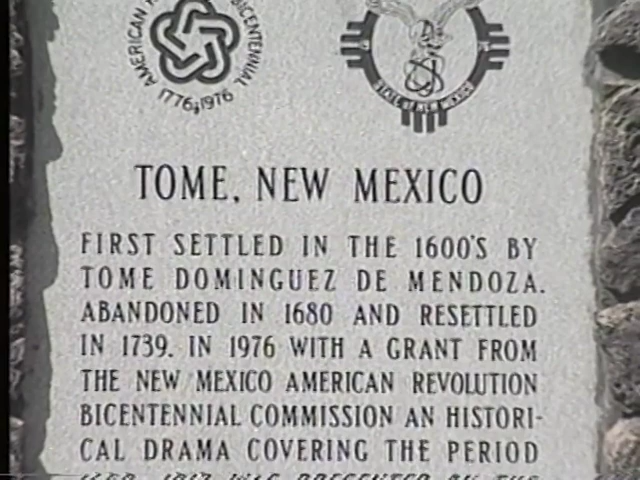 AMERICAN
BICENTENNIAL
1776-1976
STATE of NEW MEXICO
TOME, NEW MEXICO
FIRST SETTLED IN THE 1600'S BY
TOME DOMINGUEZ DE MENDOZA.
ABANDONED IN 1680 AND RESETTLED
IN 1739. IN 1976 WITH A GRANT FROM
THE NEW MEXICO AMERICAN REVOLUTION
BICENTENNIAL COMMISSION AN HISTORI-
CAL DRAMA COVERING THE PERIOD
WAS PRESENTED